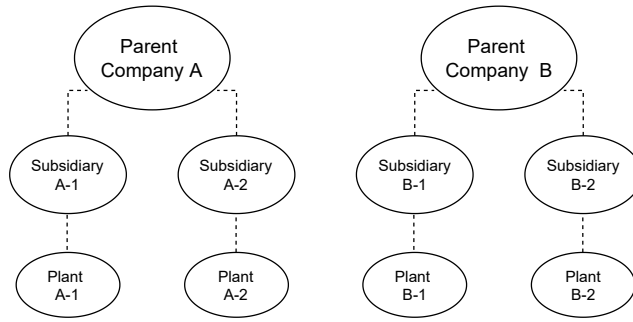 Parent
Company A
Parent
Company B
Subsidiary
A-1
Subsidiary
A-2
Subsidiary
B-1
Subsidiary
B-2
Plant
A-1
Plant
A-2
Plant
B-1
Plant
B-2